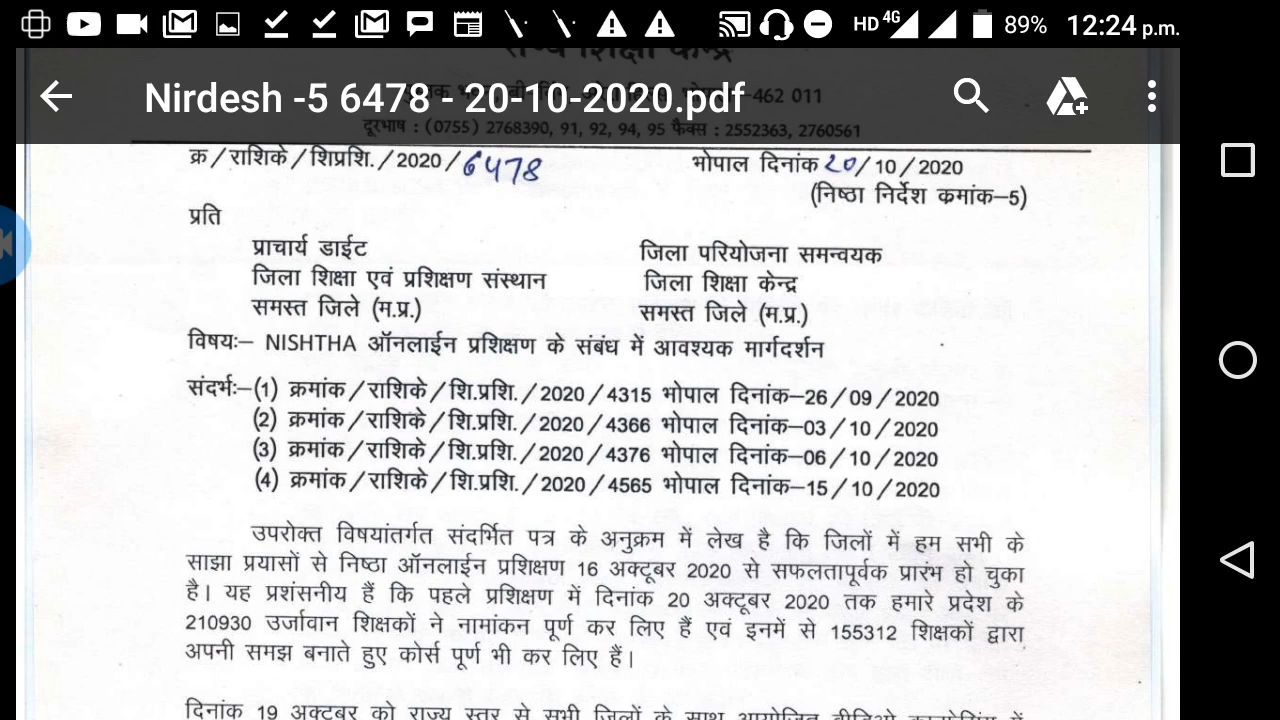 HD 4G 89% 12:24 p.m.
राज्य शिक्षा केन्द्र
Nirdesh -5 6478 - 20-10-2020.pdf
462 011
दूरभाष : (0755) 2768390, 91, 92, 94, 95 फैक्स : 2552363, 2760561
क्र/राशिके/शिप्रशि./2020/6478 भोपाल दिनांक 20/10/2020
(निष्ठा निर्देश कमांक–5)
प्रति
प्राचार्य डाईट जिला परियोजना समन्वयक
जिला शिक्षा एवं प्रशिक्षण संस्थान जिला शिक्षा केन्द्र
समस्त जिले (म.प्र.) समस्त जिले (म.प्र.)
विषयः– NISHTHA ऑनलाईन प्रशिक्षण के संबंध में आवश्यक मार्गदर्शन
संदर्भः–(1) क्रमांक/राशिके/शि.प्रशि./2020/4315 भोपाल दिनांक–26/09/2020
(2) क्रमांक/राशिके/शि.प्रशि./2020/4366 भोपाल दिनांक–03/10/2020
(3) क्रमांक/राशिके/शि.प्रशि./2020/4376 भोपाल दिनांक–06/10/2020
(4) क्रमांक/राशिके/शि.प्रशि./2020/4565 भोपाल दिनांक–15/10/2020
उपरोक्त विषयांतर्गत संदर्भित पत्र के अनुक्रम में लेख है कि जिलों में हम सभी के
साझा प्रयासों से निष्ठा ऑनलाईन प्रशिक्षण 16 अक्टूबर 2020 से सफलतापूर्वक प्रारंभ हो चुका
है। यह प्रशंसनीय हैं कि पहले प्रशिक्षण में दिनांक 20 अक्टूबर 2020 तक हमारे प्रदेश के
210930 उर्जावान शिक्षकों ने नामांकन पूर्ण कर लिए हैं एवं इनमें से 155312 शिक्षकों द्वारा
अपनी समझ बनाते हुए कोर्स पूर्ण भी कर लिए हैं।
दिनांक 19 अक्टूबर को राज्य स्तर से सभी जिलों के साथ आयोजित वीडियो कान्फ्रेंसिंग में